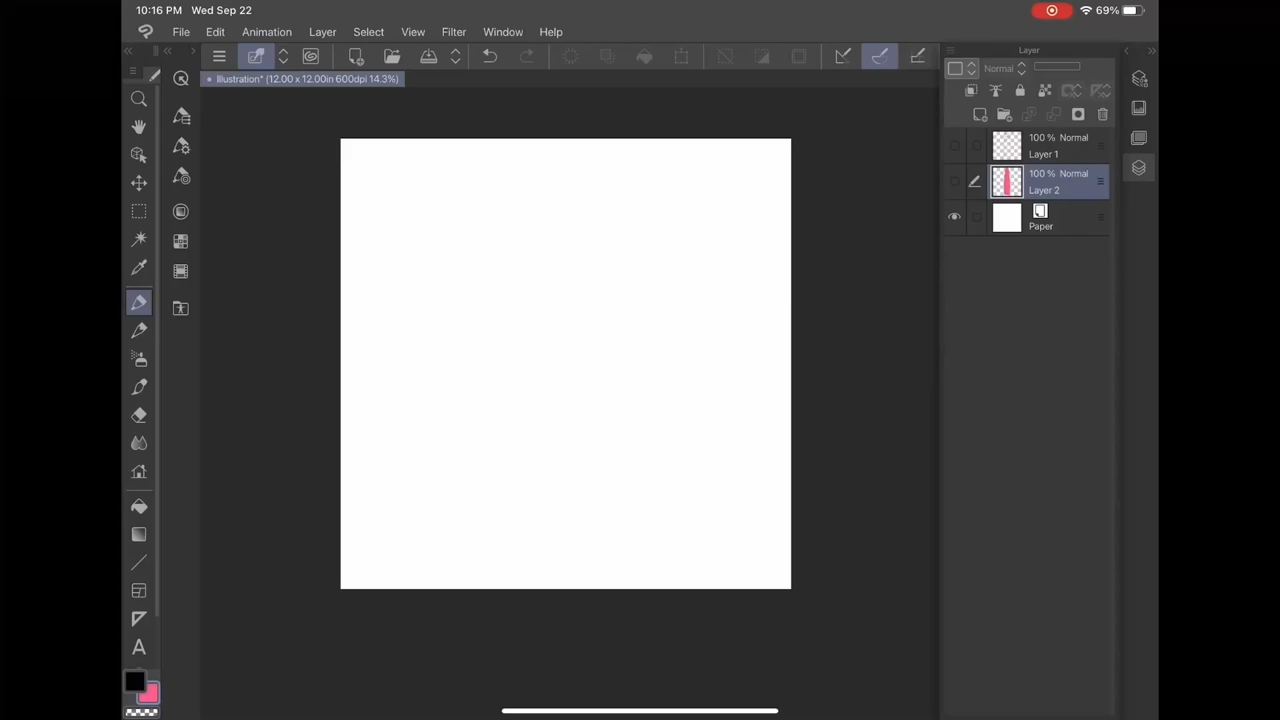 10:16 PM Wed Sep 22
69%
File Edit Animation Layer Select View Filter Window Help
Layer
Illustration* (12.00 x 12.00in 600dpi 14.3%)
Normal
100 % Normal
Layer 1
100 % Normal
Layer 2
Paper
A